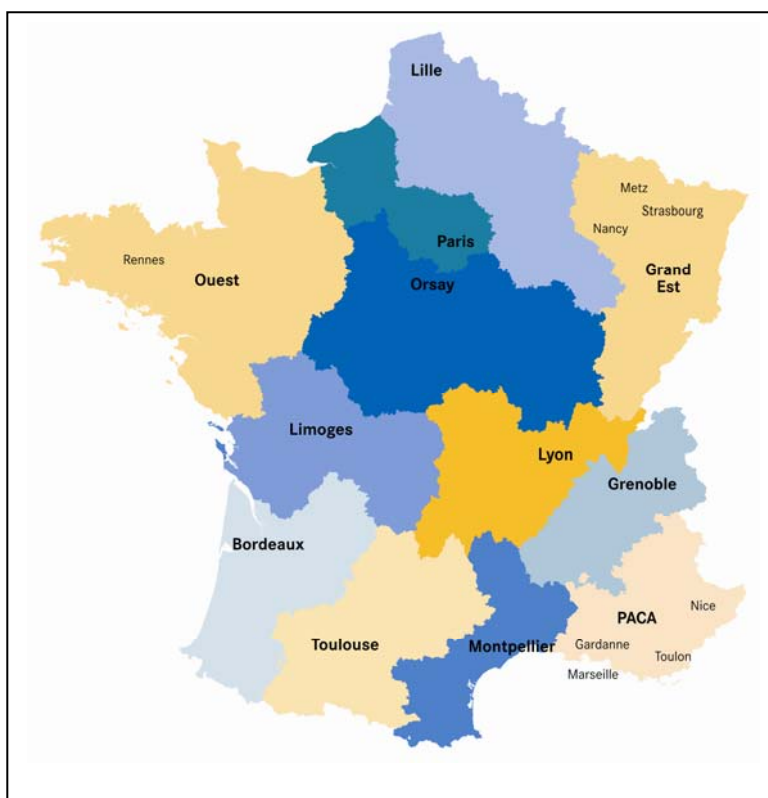 Lille
Metz
Strasbourg
Nancy
Paris
Rennes
Ouest
Grand
Est
Orsay
Limoges
Lyon
Grenoble
Bordeaux
Nice
PACA
Toulouse
Montpellier
Gardanne
Toulon
Marseille